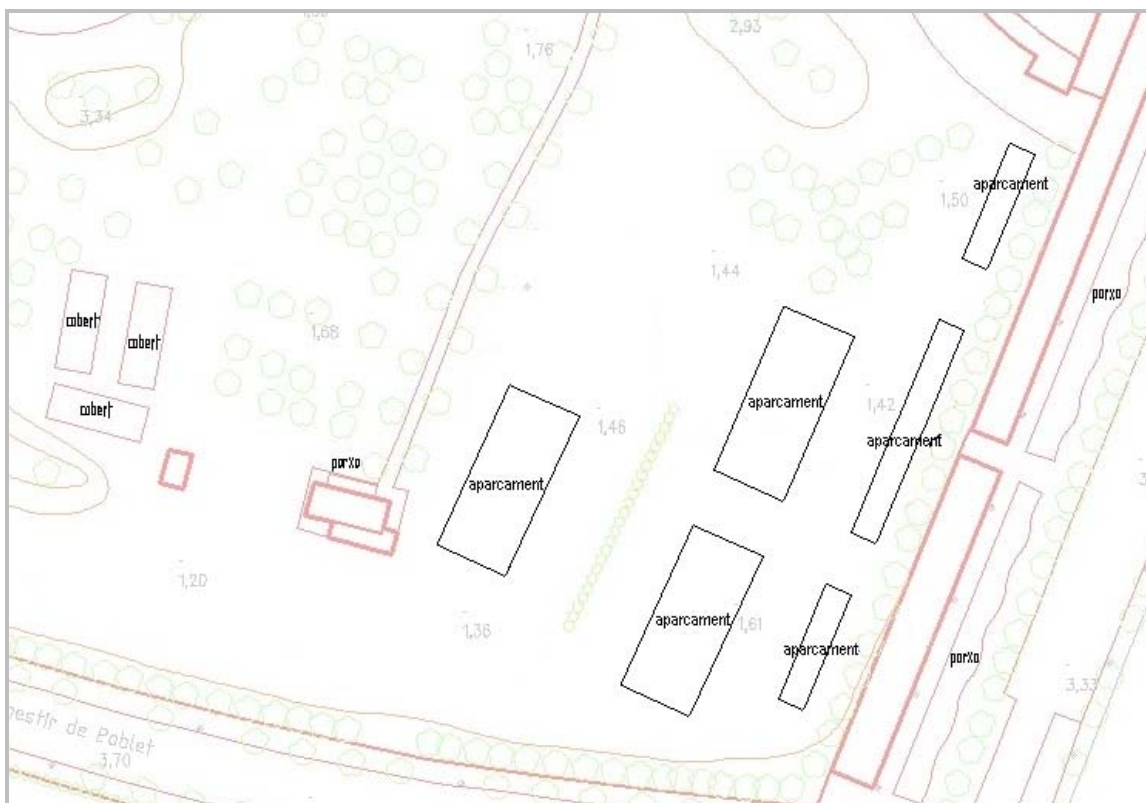 1,76
2,93
3,34
aparcament
1,50
1,44
porxo
cobert
cobert
1,68
cobert
aparcament
1,42
1,46
aparcament
porxo
aparcament
1,20
1,36
aparcament
1,61
aparcament
porxo
3,33
estir de Poblet
3,70